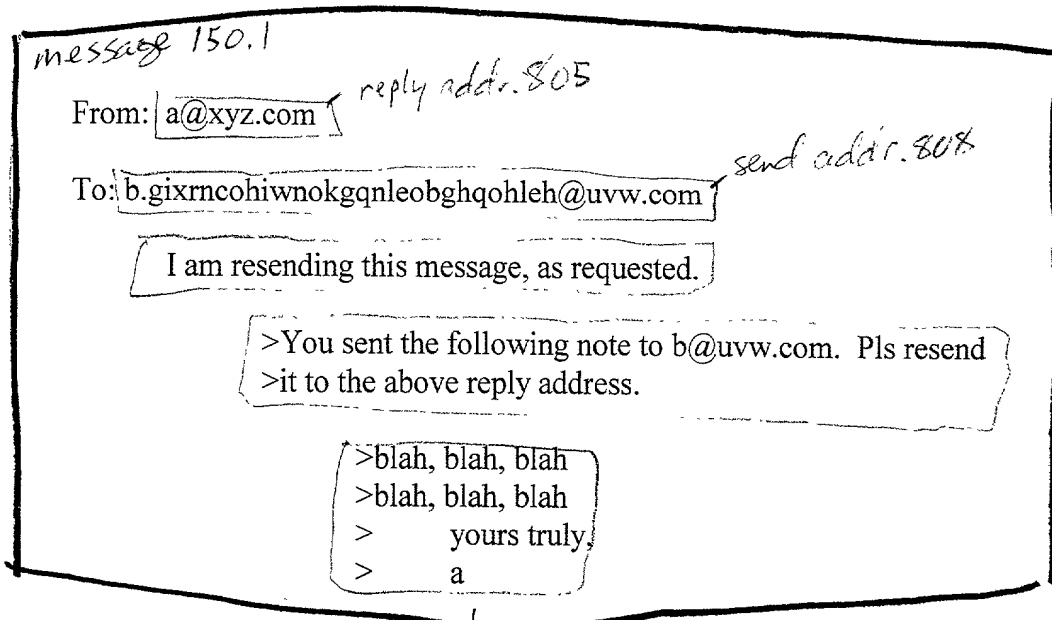 message 150.1
reply addr. 805
From: a@xyz.com
send addr. 808
To: b.gixrncohiwnokgqnleobghqohleh@uvw.com
I am resending this message, as requested.
>You sent the following note to b@uvw.com.  Pls resend
>it to the above reply address.
>blah, blah, blah
>blah, blah, blah
> yours truly,
> a